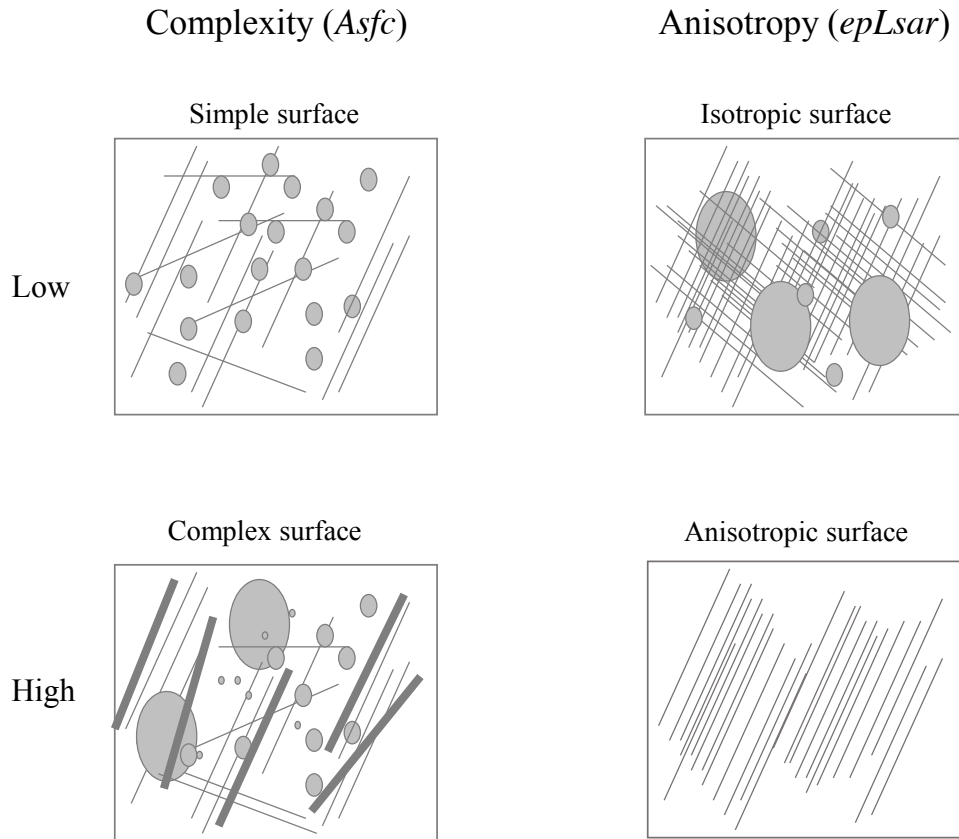 Complexity (Asfc)
Anisotropy (epLsar)
Simple surface
Isotropic surface
Low
Complex surface
Anisotropic surface
High